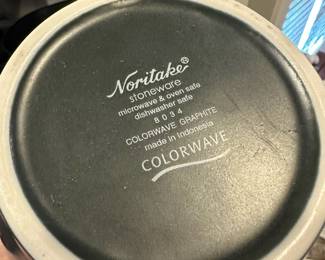 Noritake®
stoneware
microwave & oven safe
dishwasher safe
8034
COLORWAVE GRAPHITE
made in Indonesia
COLORWAVE